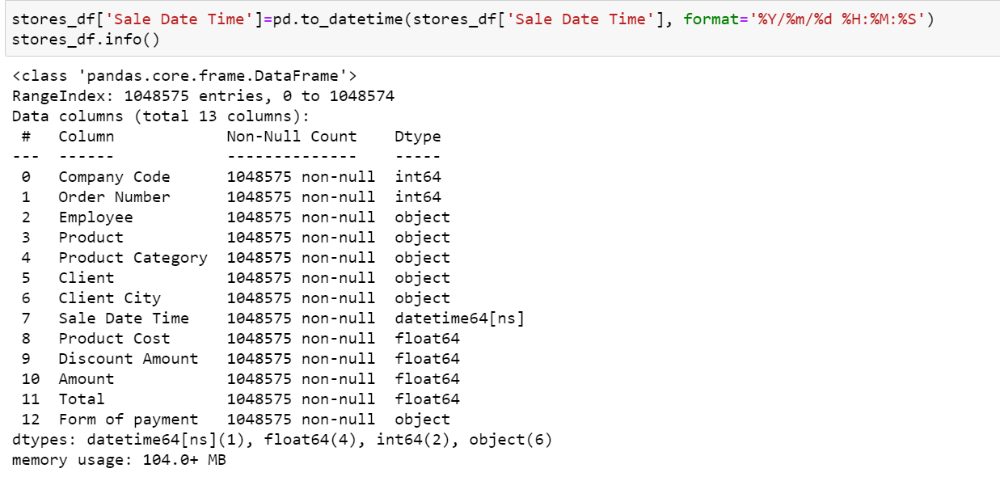 stores_df['Sale Date Time']=pd.to_datetime(stores_df['Sale Date Time'], format='%Y/%m/%d %H:%M:%S')
stores_df.info()
<class 'pandas.core.frame.DataFrame'>
RangeIndex: 1048575 entries, 0 to 1048574
Data columns (total 13 columns):
 #   Column            Non-Null Count    Dtype
---  ------            --------------    -----
 0   Company Code      1048575 non-null  int64
 1   Order Number      1048575 non-null  int64
 2   Employee          1048575 non-null  object
 3   Product           1048575 non-null  object
 4   Product Category  1048575 non-null  object
 5   Client            1048575 non-null  object
 6   Client City       1048575 non-null  object
 7   Sale Date Time    1048575 non-null  datetime64[ns]
 8   Product Cost      1048575 non-null  float64
 9   Discount Amount   1048575 non-null  float64
 10  Amount            1048575 non-null  float64
 11  Total             1048575 non-null  float64
 12  Form of payment   1048575 non-null  object
dtypes: datetime64[ns](1), float64(4), int64(2), object(6)
memory usage: 104.0+ MB